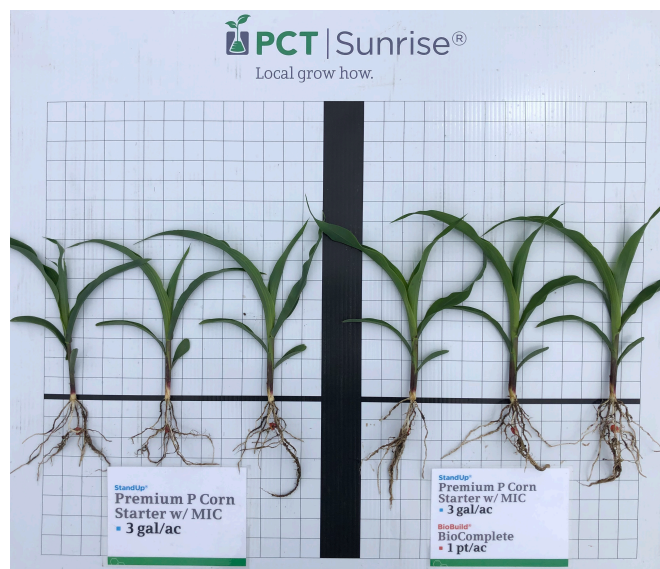 PCT | Sunrise®
Local grow how.
StandUp®
Premium P Corn
Starter w/ MIC
▪ 3 gal/ac
StandUp®
Premium P Corn
Starter w/ MIC
▪ 3 gal/ac
BioBuild®
BioComplete
▪ 1 pt/ac